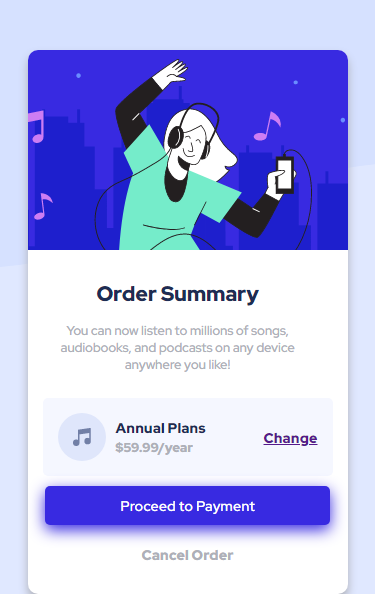 Order Summary
You can now listen to millions of songs,
audiobooks, and podcasts on any device
anywhere you like!
Annual Plans
$59.99/year
Change
Proceed to Payment
Cancel Order